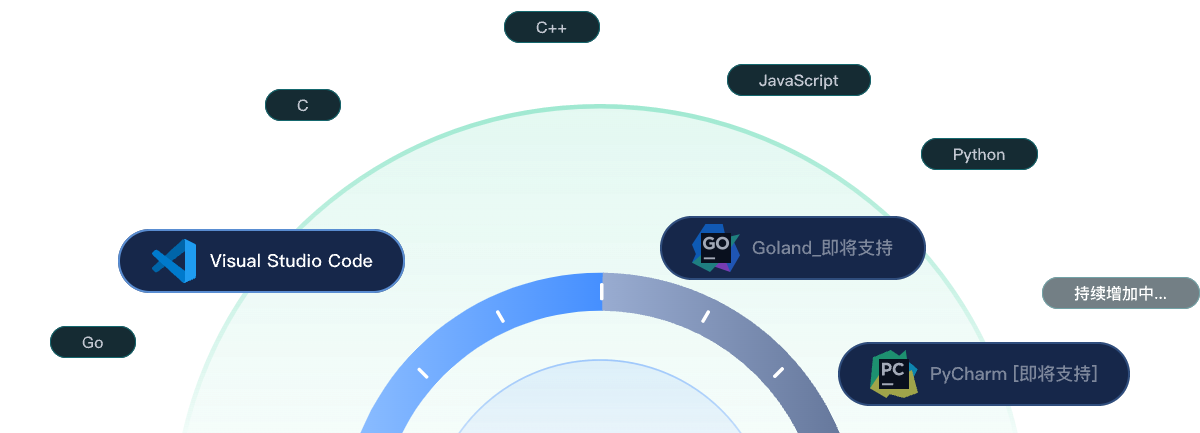 C++
JavaScript
C
Python
Visual Studio Code
GO
Goland_即将支持
持续增加中...
Go
PC
PyCharm [即将支持]